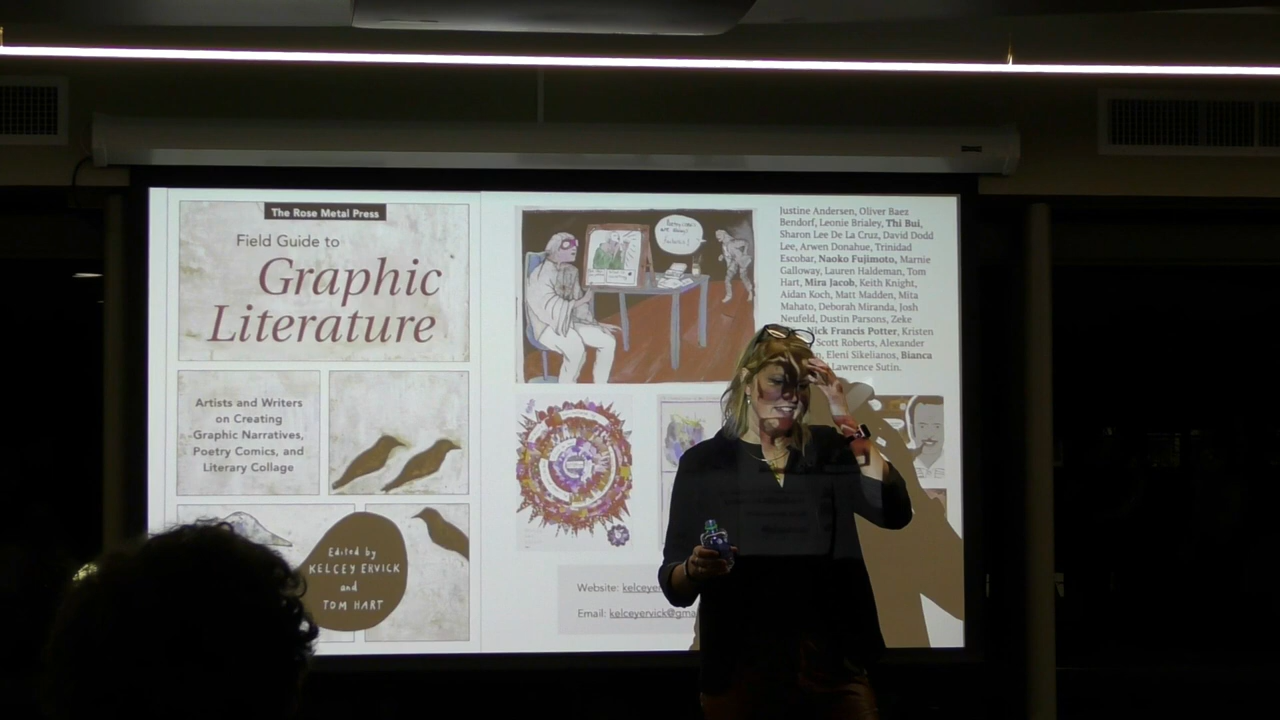 The Rose Metal Press
Field Guide to
Graphic
Literature
Artists and Writers
on Creating
Graphic Narratives,
Poetry Comics, and
Literary Collage
Edited by
KELCEY ERVICK
and
TOM HART
Justine Andersen, Oliver Baez
Bendorf, Leonie Brialey, Thi Bui,
Sharon Lee De La Cruz, David Dodd
Lee, Arwen Donahue, Trinidad
Escobar, Naoko Fujimoto, Marnie
Galloway, Lauren Haldeman, Tom
Hart, Mira Jacob, Keith Knight,
Aidan Koch, Matt Madden, Mita
Mahato, Deborah Miranda, Josh
Neufeld, Dustin Parsons, Zeke
Nick Francis Potter, Kristen
Scott Roberts, Alexander
Eleni Sikelianos, Bianca
Lawrence Sutin.
Website:
Email: